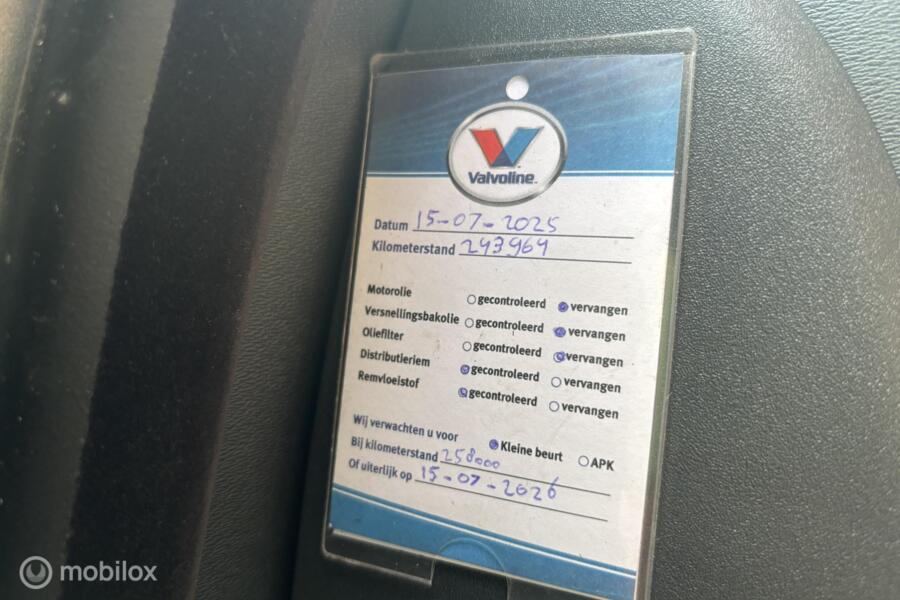 Valvoline
Datum 15-07-2025
Kilometerstand 243964
Motorolie gecontroleerd vervangen
Versnellingsbakolie gecontroleerd vervangen
Oliefilter gecontroleerd vervangen
Distributieriem gecontroleerd vervangen
Remvloeistof gecontroleerd vervangen
Wij verwachten u voor Kleine beurt APK
Bij kilometerstand 258000
Of uiterlijk op 15-07-2026
mobilox